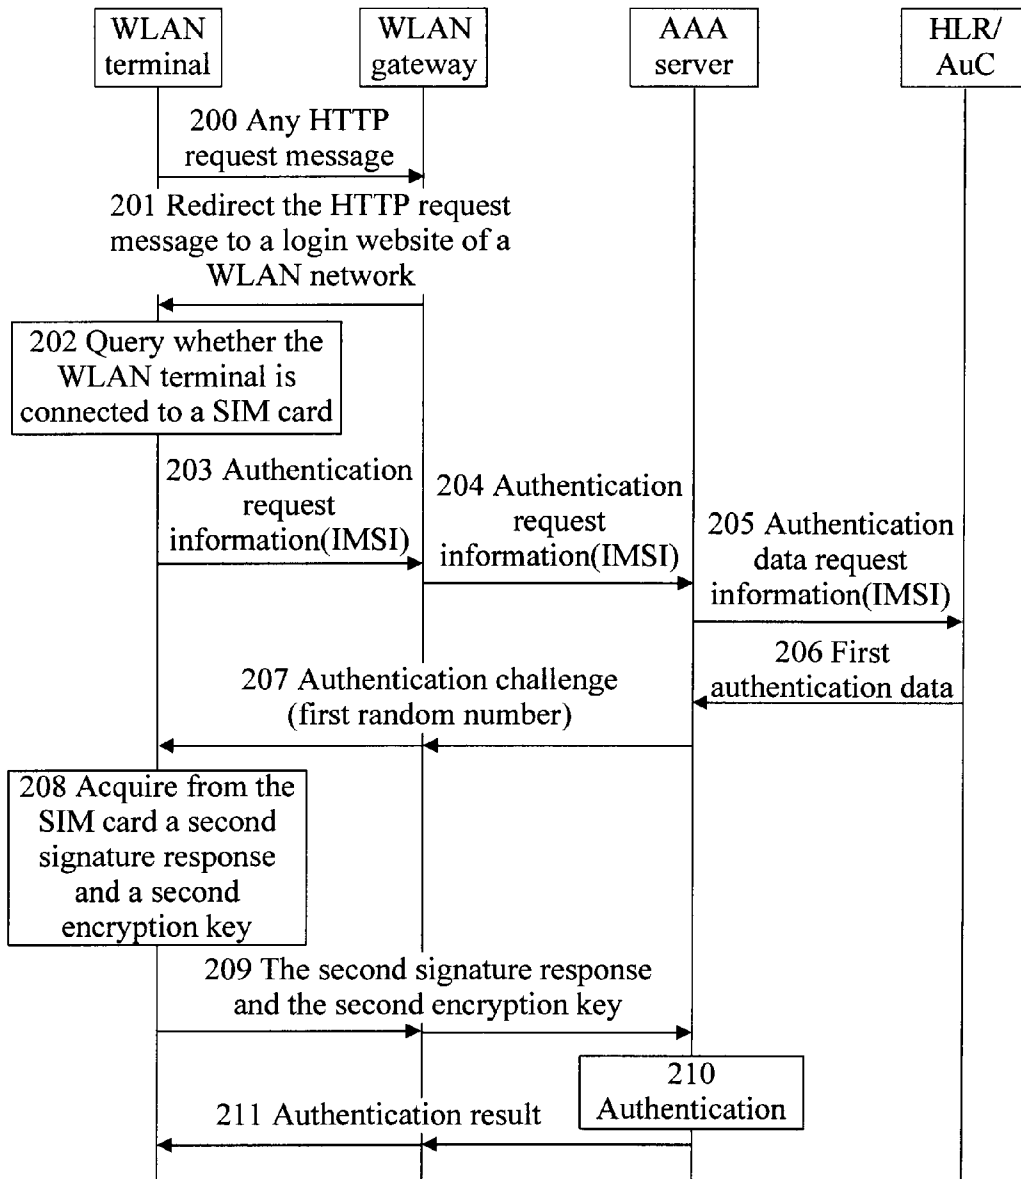 WLAN
terminal
WLAN
gateway
AAA
server
HLR/
AuC
200 Any HTTP
request message
201 Redirect the HTTP request
message to a login website of a
WLAN network
202 Query whether the
WLAN terminal is
connected to a SIM card
203 Authentication
request
information(IMSI)
204 Authentication
request
information(IMSI)
205 Authentication
data request
information(IMSI)
206 First
authentication data
207 Authentication challenge
(first random number)
208 Acquire from the
SIM card a second
signature response
and a second
encryption key
209 The second signature response
and the second encryption key
210
Authentication
211 Authentication result